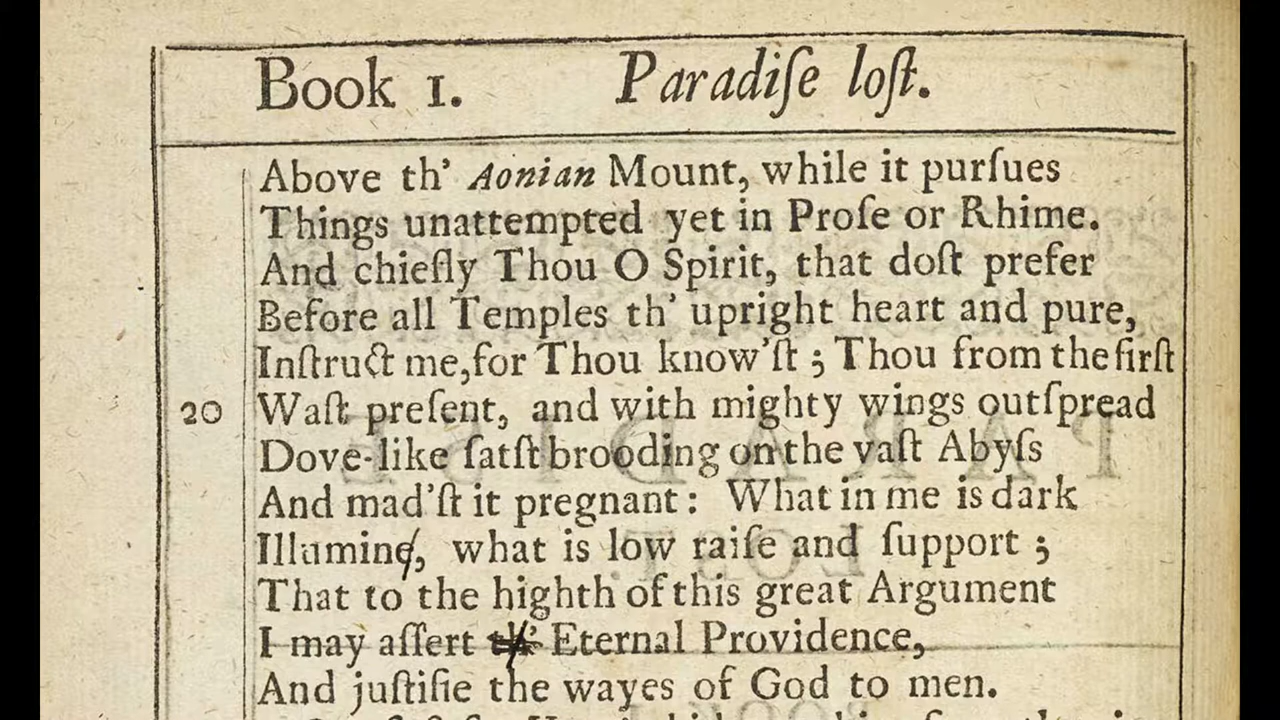 Book 1. Paradiſe loſt.
Above th' Aonian Mount, while it purſues
Things unattempted yet in Proſe or Rhime.
And chiefly Thou O Spirit, that doſt prefer
Before all Temples th' upright heart and pure,
Inſtruct me, for Thou know'ſt ; Thou from the firſt
20 Waſt preſent, and with mighty wings outſpread
Dove-like ſatſt brooding on the vaſt Abyſs
And mad'ſt it pregnant : What in me is dark
Illumine, what is low raiſe and ſupport ;
That to the highth of this great Argument
I may aſſert th' Eternal Providence,
And juſtifie the wayes of God to men.